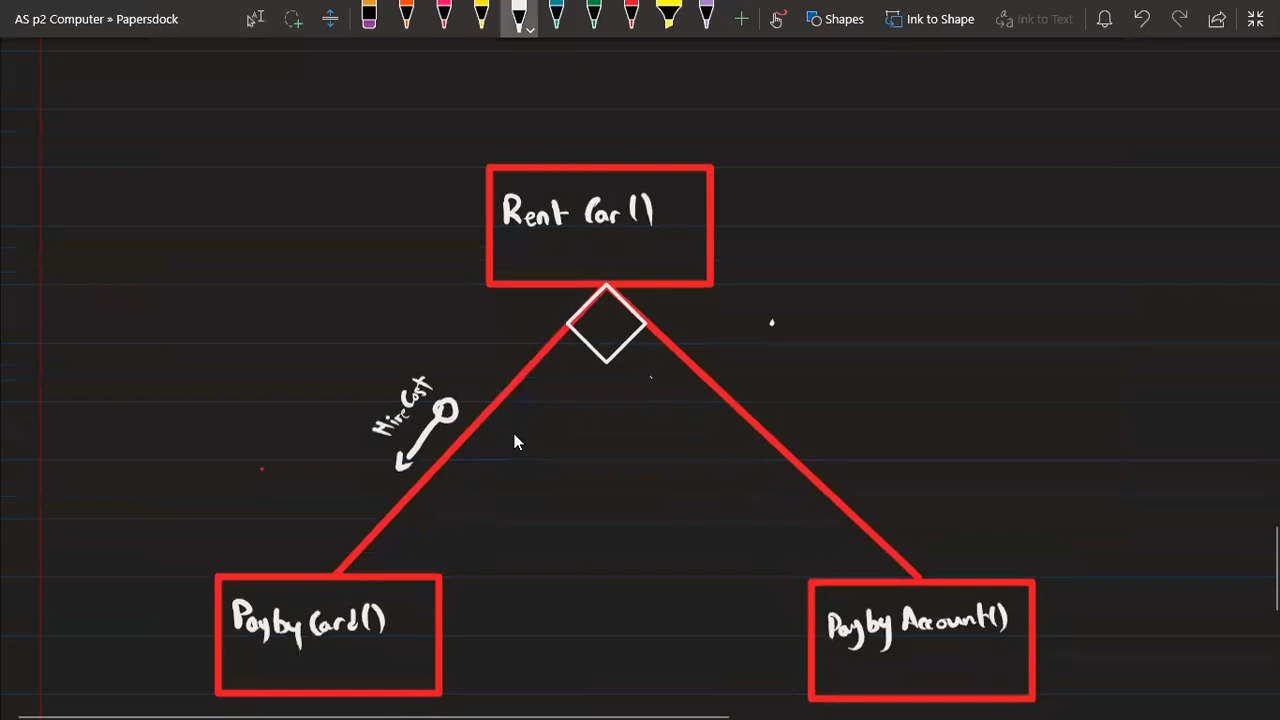 AS p2 Computer » Papersdock
Shapes
Ink to Shape
Ink to Text
Rent Car()
HireCost
PaybyCard()
PaybyAccount()